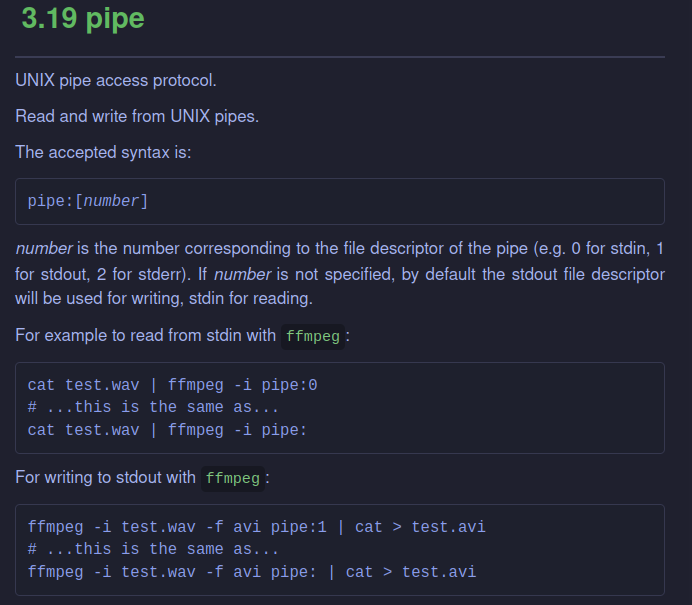 3.19 pipe
UNIX pipe access protocol.
Read and write from UNIX pipes.
The accepted syntax is:
pipe:[number]
number is the number corresponding to the file descriptor of the pipe (e.g. 0 for stdin, 1
for stdout, 2 for stderr). If number is not specified, by default the stdout file descriptor
will be used for writing, stdin for reading.
For example to read from stdin with ffmpeg:
cat test.wav | ffmpeg -i pipe:0
# ...this is the same as...
cat test.wav | ffmpeg -i pipe:
For writing to stdout with ffmpeg:
ffmpeg -i test.wav -f avi pipe:1 | cat > test.avi
# ...this is the same as...
ffmpeg -i test.wav -f avi pipe: | cat > test.avi